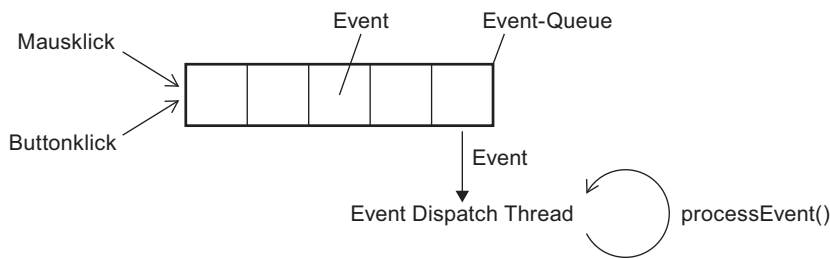 Event
Event-Queue
Mausklick
Buttonklick
Event
Event Dispatch Thread
processEvent()